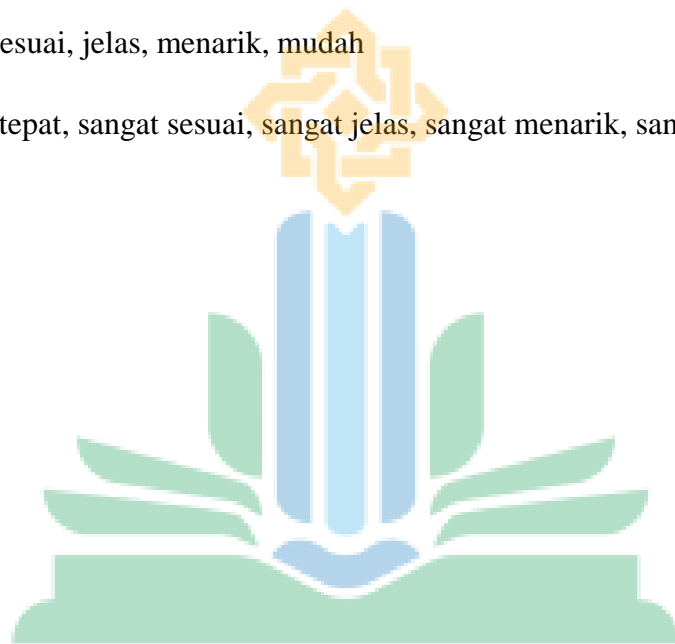 esuai, jelas, menarik, mudah
tepat, sangat sesuai, sangat jelas, sangat menarik, san